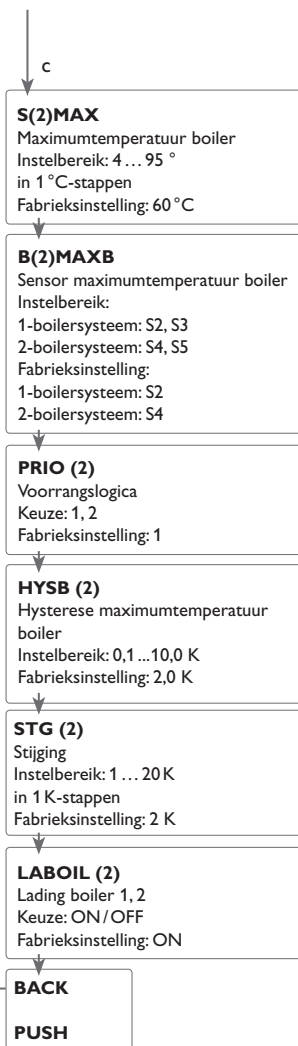 C
S(2)MAX
Maximumtemperatuur boiler
Instelbereik: 4 … 95 °
in 1 °C-stappen
Fabrieksinstelling: 60 °C
B(2)MAXB
Sensor maximumtemperatuur boiler
Instelbereik:
1-boilersysteem: S2, S3
2-boilersysteem: S4, S5
Fabrieksinstelling:
1-boilersysteem: S2
2-boilersysteem: S4
PRIO (2)
Voorrangslogica
Keuze: 1, 2
Fabrieksinstelling: 1
HYSB (2)
Hysterese maximumtemperatuur
boiler
Instelbereik: 0,1 ...10,0 K
Fabrieksinstelling: 2,0 K
STG (2)
Stijging
Instelbereik: 1 … 20 K
in 1 K-stappen
Fabrieksinstelling: 2 K
LABOIL (2)
Lading boiler 1, 2
Keuze: ON / OFF
Fabrieksinstelling: ON
BACK
PUSH